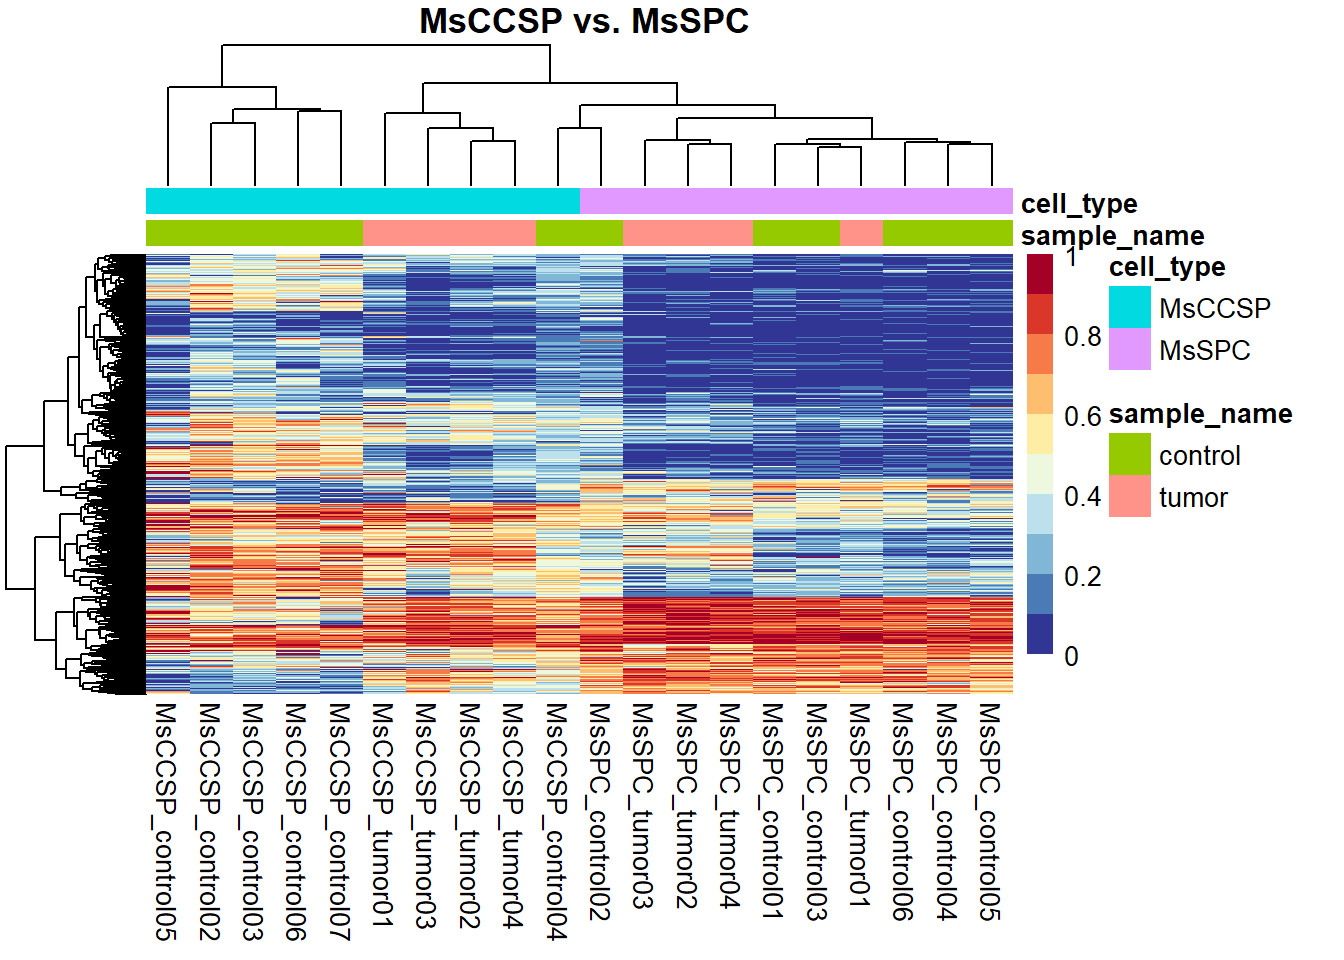 MsCCSP vs. MsSPC
cell_type
sample_name
1
0.8
0.6
0.4
0.2
0
cell_type
MsCCSP
MsSPC
sample_name
control
tumor
MsCCSP_control05
MsCCSP_control02
MsCCSP_control03
MsCCSP_control06
MsCCSP_control07
MsCCSP_tumor01
MsCCSP_tumor03
MsCCSP_tumor02
MsCCSP_tumor04
MsCCSP_control04
MsSPC_control02
MsSPC_tumor03
MsSPC_tumor02
MsSPC_tumor04
MsSPC_control01
MsSPC_control03
MsSPC_tumor01
MsSPC_control06
MsSPC_control04
MsSPC_control05